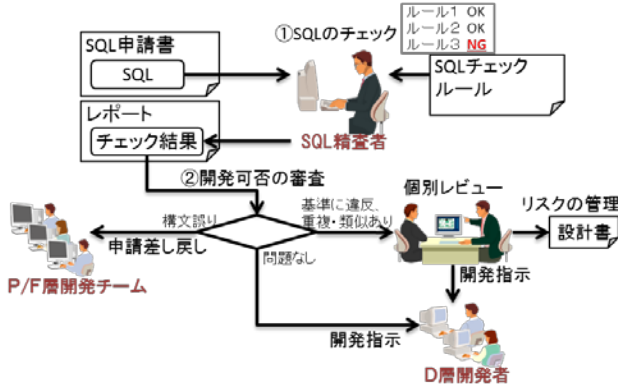 SQL申請書
SQL
①SQLのチェック
ルール1 OK
ルール2 OK
ルール3 NG
SQLチェック
ルール
レポート
チェック結果
SQL精査者
②開発可否の審査
構文誤り
申請差し戻し
P/F層開発チーム
基準に違反、
重複・類似あり
問題なし
個別レビュー
リスクの管理
設計書
開発指示
開発指示
D層開発者